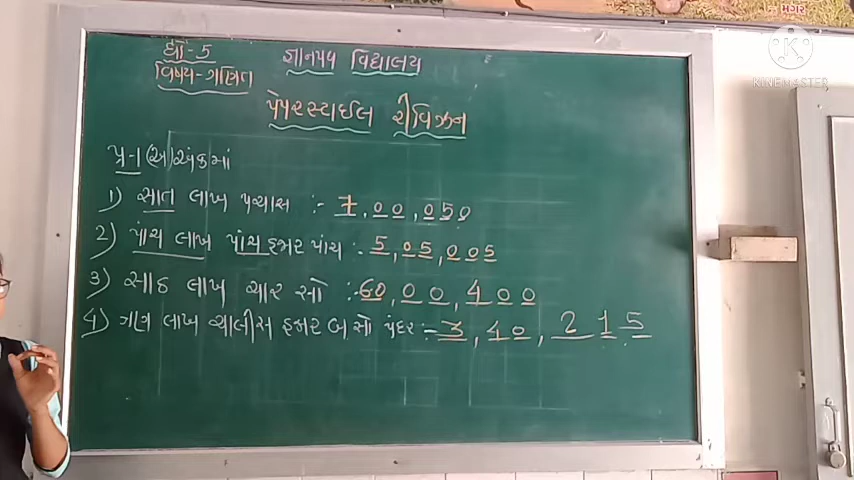 મગર
KINEMASTER
ધો-5
જ્ઞાનપથ વિદ્યાલય
વિષય-ગણિત
પેપરસ્ટાઈલ રીવિઝન
પ્ર-1 (અ) અંકમાં
1) સાત લાખ પચાસ :- 7,00,050
2) પાંચ લાખ પાંચ હજાર પાંચ :- 5,05,005
3) સાઠ લાખ ચાર સો :- 60,00,400
4) ત્રણ લાખ ચાલીસ હજાર બ સો પંદર :- 3,40,215